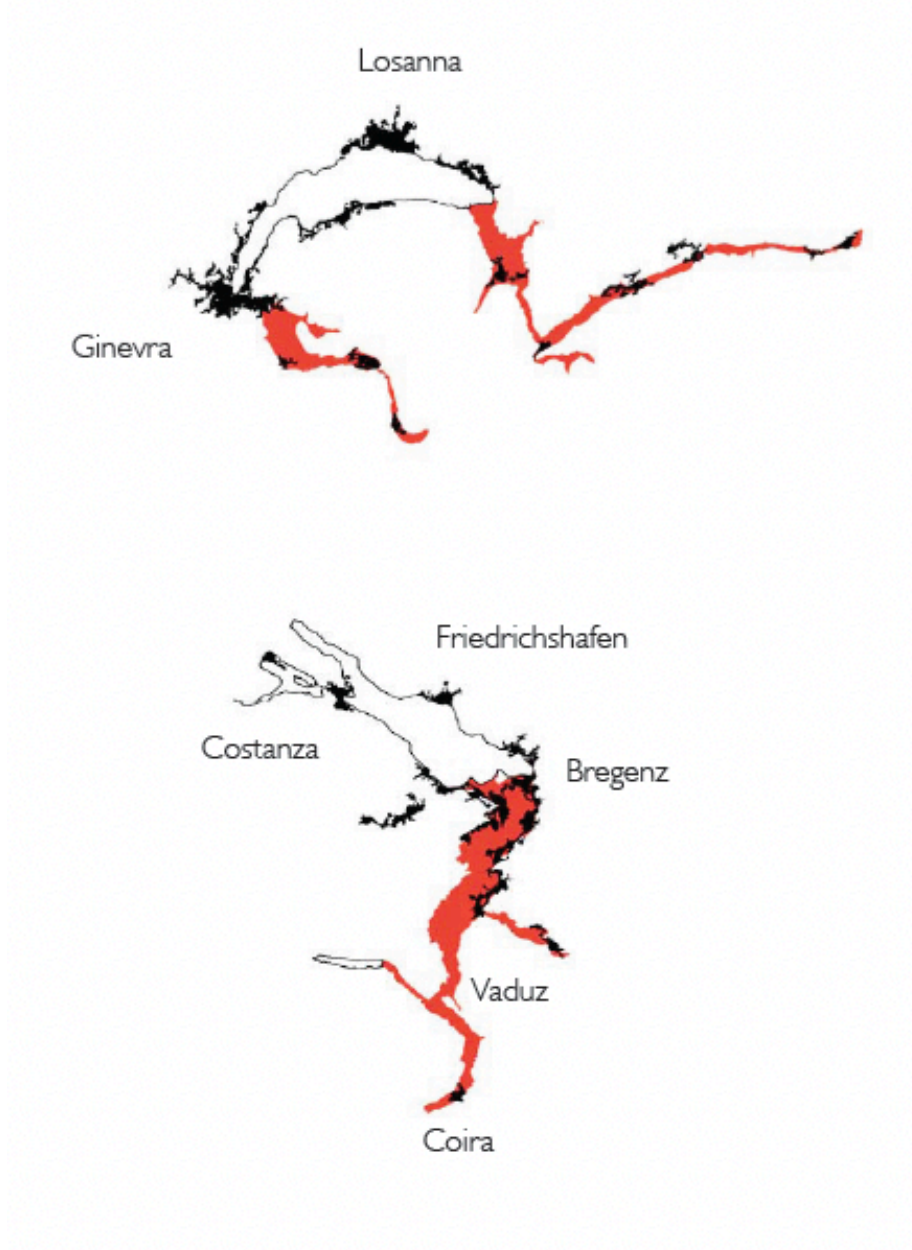 Losanna
Ginevra
Friedrichshafen
Costanza
Bregenz
Vaduz
Coira